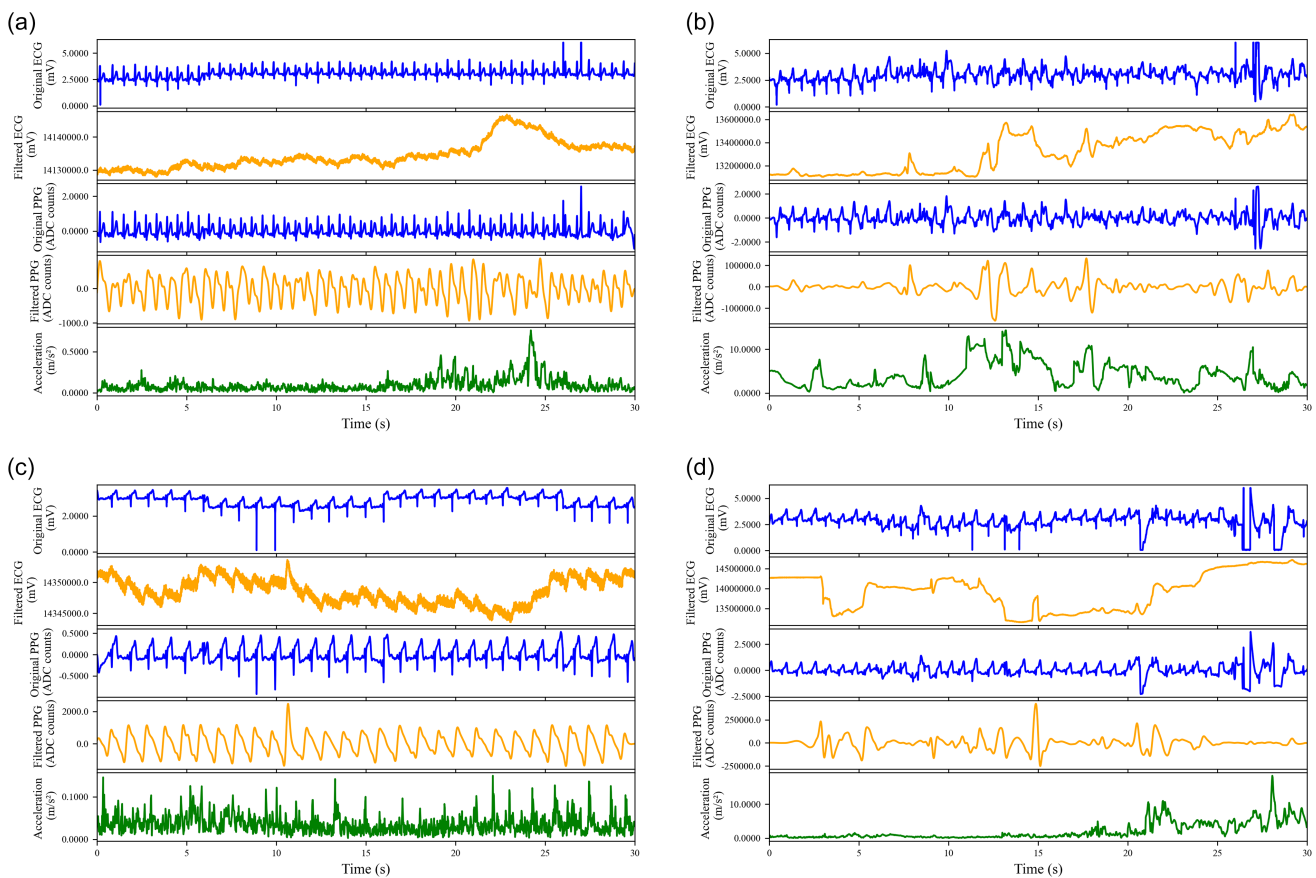 (a)
Original ECG
(mV)
5.0000
2.5000
0.0000
Filtered ECG
(mV)
14140000.0
14130000.0
Original PPG
(ADC counts)
2.0000
0.0000
Filtered PPG
(ADC counts)
0.0
-1000.0
Acceleration
(m/s²)
0.5000
0.0000
0 5 10 15 20 25 30
Time (s)
(b)
Original ECG
(mV)
5.0000
2.5000
0.0000
Filtered ECG
(mV)
13600000.0
13400000.0
13200000.0
Original PPG
(ADC counts)
2.0000
0.0000
-2.0000
Filtered PPG
(ADC counts)
100000.0
0.0
-100000.0
Acceleration
(m/s²)
10.0000
0.0000
0 5 10 15 20 25 30
Time (s)
(c)
Original ECG
(mV)
2.0000
0.0000
Filtered ECG
(mV)
14350000.0
14345000.0
Original PPG
(ADC counts)
0.5000
0.0000
-0.5000
Filtered PPG
(ADC counts)
2000.0
0.0
Acceleration
(m/s²)
0.1000
0.0000
0 5 10 15 20 25 30
Time (s)
(d)
Original ECG
(mV)
5.0000
2.5000
0.0000
Filtered ECG
(mV)
14500000.0
14000000.0
13500000.0
Original PPG
(ADC counts)
2.5000
0.0000
-2.5000
Filtered PPG
(ADC counts)
250000.0
0.0
-250000.0
Acceleration
(m/s²)
10.0000
0.0000
0 5 10 15 20 25 30
Time (s)